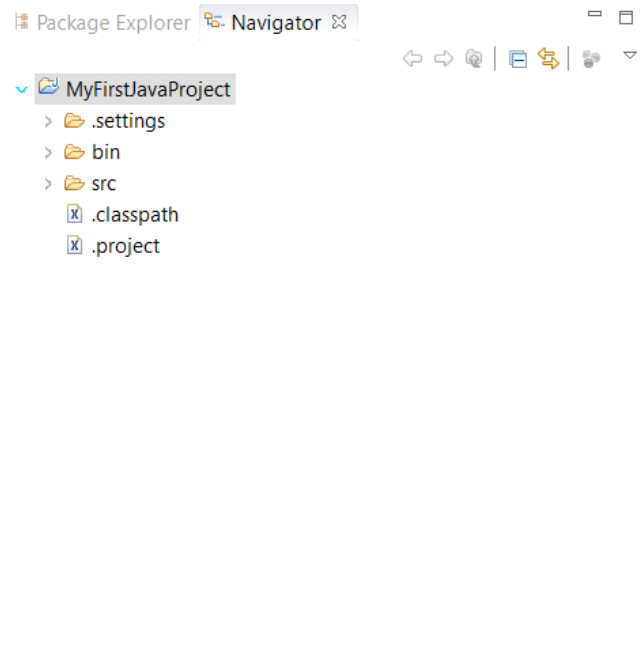 Package Explorer Navigator
MyFirstJavaProject
.settings
bin
src
.classpath
.project